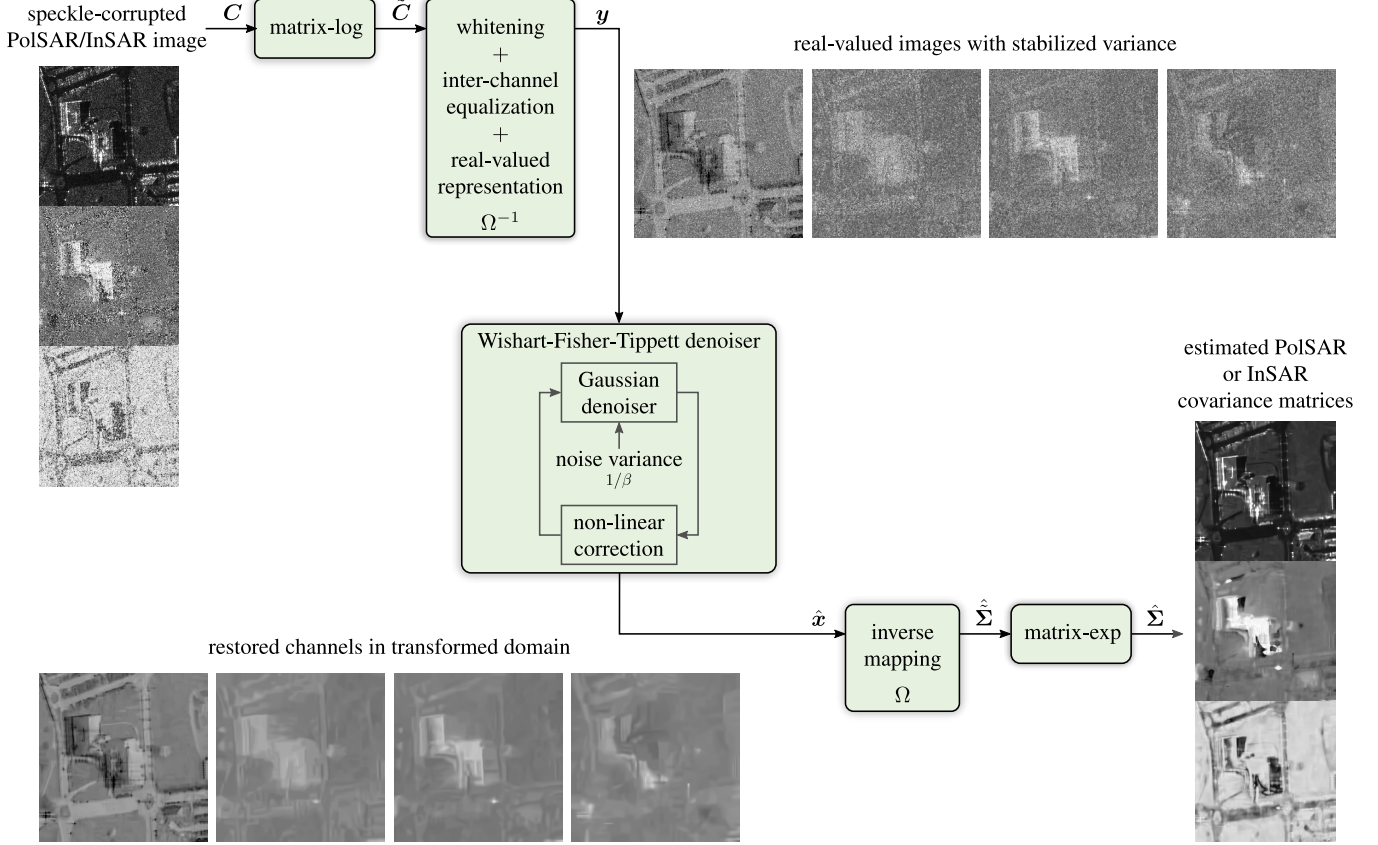 speckle-corrupted
PolSAR/InSAR image
C
matrix-log
C̃
whitening
+
inter-channel
equalization
+
real-valued
representation
Ω⁻¹
y
real-valued images with stabilized variance
Wishart-Fisher-Tippett denoiser
Gaussian
denoiser
noise variance
1/β
non-linear
correction
estimated PolSAR
or InSAR
covariance matrices
x̂
inverse
mapping
Ω
Σ̃̂
matrix-exp
Σ̂
restored channels in transformed domain